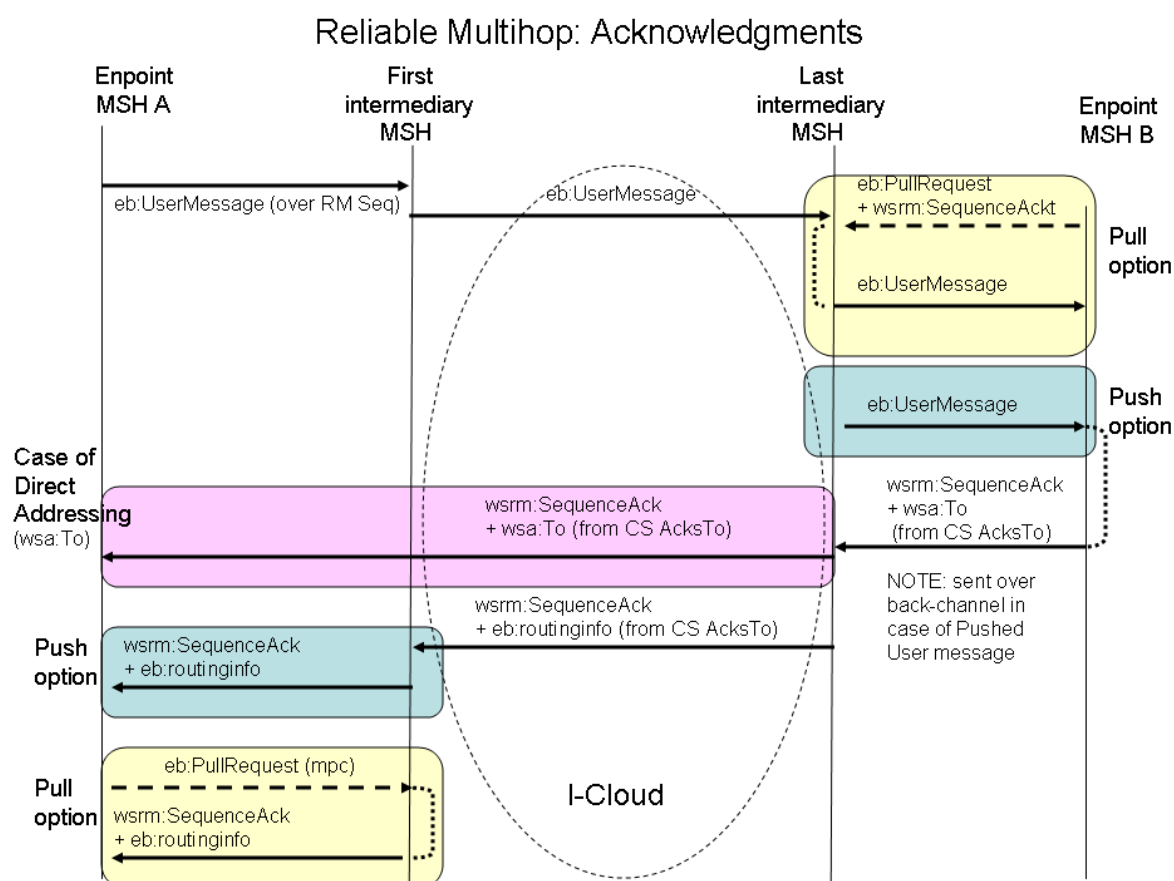 Reliable Multihop: Acknowledgments
Enpoint
MSH A
First
intermediary
MSH
Last
intermediary
MSH
Enpoint
MSH B
eb:UserMessage (over RM Seq)
eb:UserMessage
eb:PullRequest
+ wsrm:SequenceAckt
Pull
option
eb:UserMessage
eb:UserMessage
Push
option
Case of
Direct
Addressing
(wsa:To)
wsrm:SequenceAck
+ wsa:To (from CS AcksTo)
wsrm:SequenceAck
+ wsa:To
(from CS AcksTo)
NOTE: sent over
back-channel in
case of Pushed
User message
wsrm:SequenceAck
+ eb:routinginfo (from CS AcksTo)
Push
option
wsrm:SequenceAck
+ eb:routinginfo
Pull
option
eb:PullRequest (mpc)
wsrm:SequenceAck
+ eb:routinginfo
I-Cloud